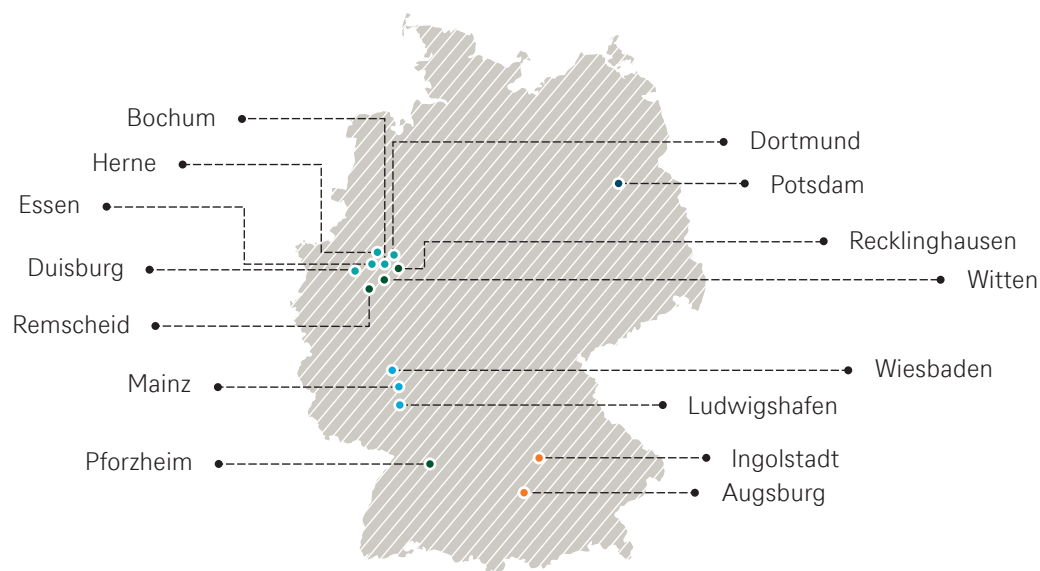 Bochum
Dortmund
Herne
Potsdam
Essen
Recklinghausen
Duisburg
Witten
Remscheid
Wiesbaden
Mainz
Ludwigshafen
Pforzheim
Ingolstadt
Augsburg